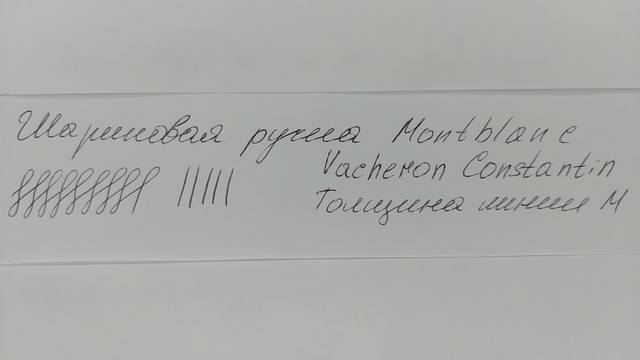 Шариковая ручка Montblanc
Vacheron Constantin
Толщина линии M